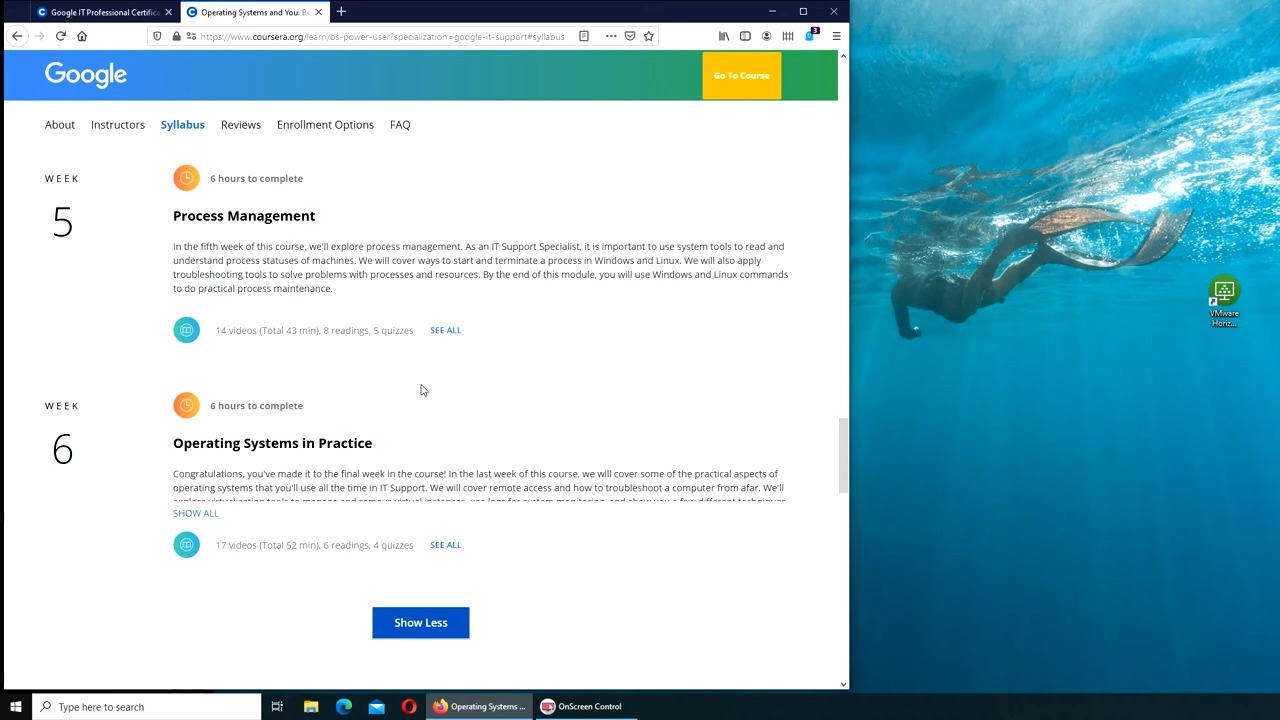 Google IT Professional Certifica
Operating Systems and You: B
https://www.coursera.org/learn/os-power-user?specialization=google-it-support#syllabus
3
Google
Go To Course
About
Instructors
Syllabus
Reviews
Enrollment Options
FAQ
WEEK
5
6 hours to complete
Process Management
In the fifth week of this course, we'll explore process management. As an IT Support Specialist, it is important to use system tools to read and
understand process statuses of machines. We will cover ways to start and terminate a process in Windows and Linux. We will also apply
troubleshooting tools to solve problems with processes and resources. By the end of this module, you will use Windows and Linux commands
to do practical process maintenance.
14 videos (Total 43 min), 8 readings, 5 quizzes
SEE ALL
WEEK
6
6 hours to complete
Operating Systems in Practice
Congratulations, you've made it to the final week in the course! In the last week of this course, we will cover some of the practical aspects of
operating systems that you'll use all the time in IT Support. We will cover remote access and how to troubleshoot a computer from afar. We'll
SHOW ALL
17 videos (Total 52 min), 6 readings, 4 quizzes
SEE ALL
Show Less
VMware
Horiz...
Type here to search
Operating Systems ...
OnScreen Control